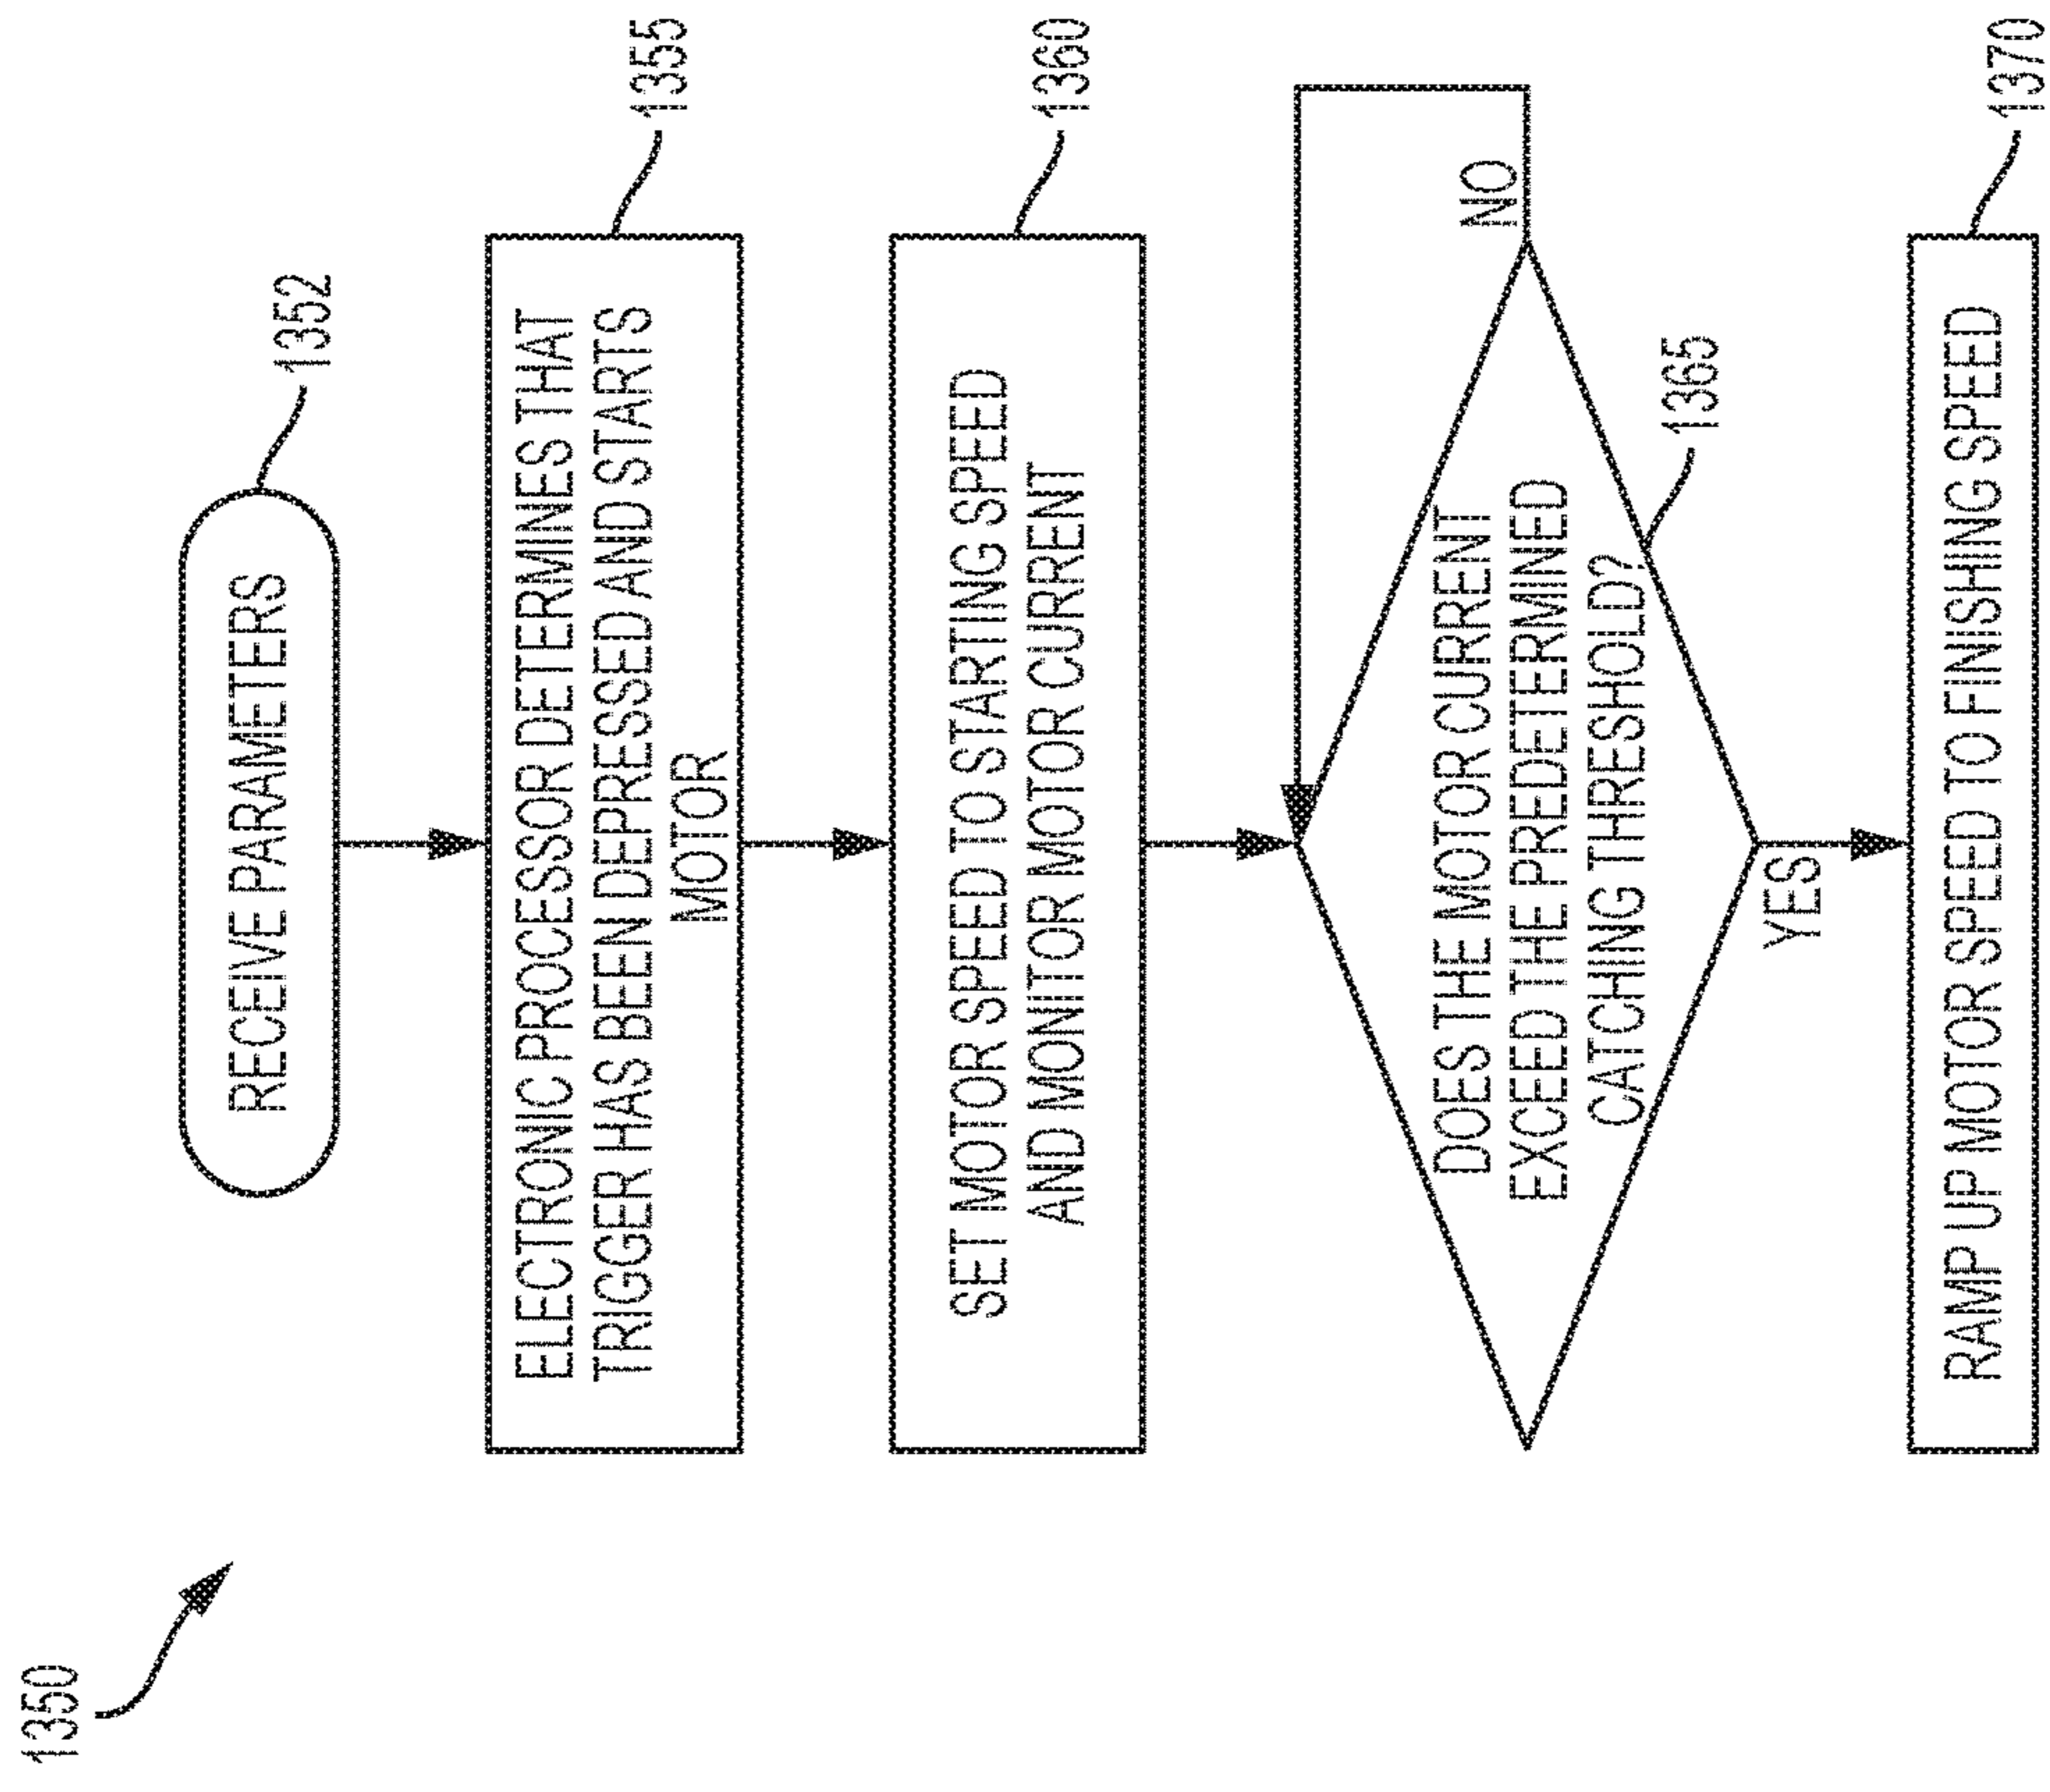 1350
RECEIVE PARAMETERS
1352
ELECTRONIC PROCESSOR DETERMINES THAT
TRIGGER HAS BEEN DEPRESSED AND STARTS
MOTOR
1355
SET MOTOR SPEED TO STARTING SPEED
AND MONITOR MOTOR CURRENT
1360
DOES THE MOTOR CURRENT
EXCEED THE PREDETERMINED
CATCHING THRESHOLD?
NO
1365
YES
RAMP UP MOTOR SPEED TO FINISHING SPEED
1370